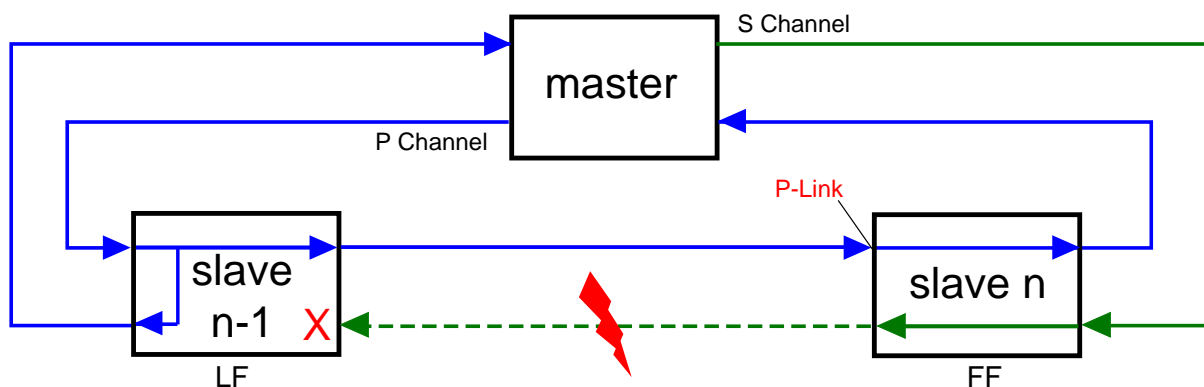 S Channel
master
P Channel
P-Link
slave
n-1
X
slave n
LF
FF